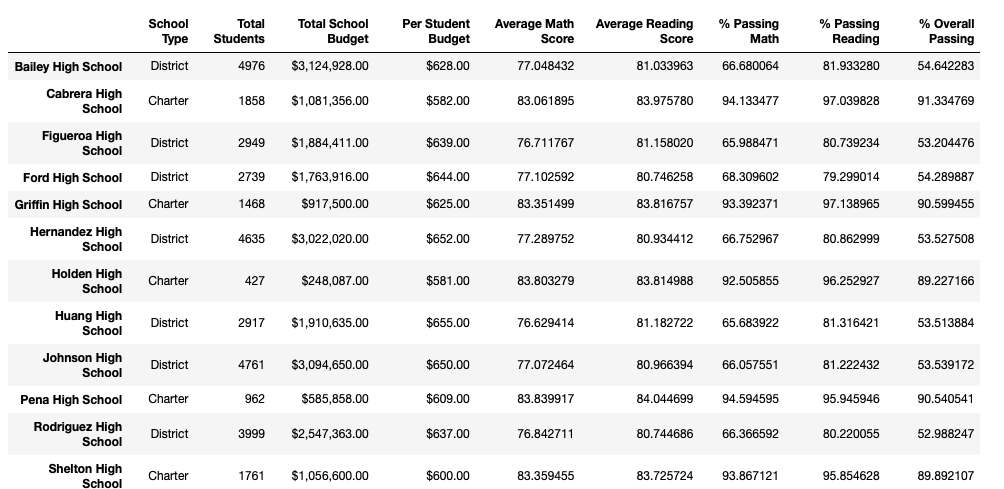 School Type Total Students Total School Budget Per Student Budget Average Math Score Average Reading Score % Passing Math % Passing Reading % Overall Passing
Bailey High School District 4976 $3,124,928.00 $628.00 77.048432 81.033963 66.680064 81.933280 54.642283
Cabrera High School Charter 1858 $1,081,356.00 $582.00 83.061895 83.975780 94.133477 97.039828 91.334769
Figueroa High School District 2949 $1,884,411.00 $639.00 76.711767 81.158020 65.988471 80.739234 53.204476
Ford High School District 2739 $1,763,916.00 $644.00 77.102592 80.746258 68.309602 79.299014 54.289887
Griffin High School Charter 1468 $917,500.00 $625.00 83.351499 83.816757 93.392371 97.138965 90.599455
Hernandez High School District 4635 $3,022,020.00 $652.00 77.289752 80.934412 66.752967 80.862999 53.527508
Holden High School Charter 427 $248,087.00 $581.00 83.803279 83.814988 92.505855 96.252927 89.227166
Huang High School District 2917 $1,910,635.00 $655.00 76.629414 81.182722 65.683922 81.316421 53.513884
Johnson High School District 4761 $3,094,650.00 $650.00 77.072464 80.966394 66.057551 81.222432 53.539172
Pena High School Charter 962 $585,858.00 $609.00 83.839917 84.044699 94.594595 95.945946 90.540541
Rodriguez High School District 3999 $2,547,363.00 $637.00 76.842711 80.744686 66.366592 80.220055 52.988247
Shelton High School Charter 1761 $1,056,600.00 $600.00 83.359455 83.725724 93.867121 95.854628 89.892107